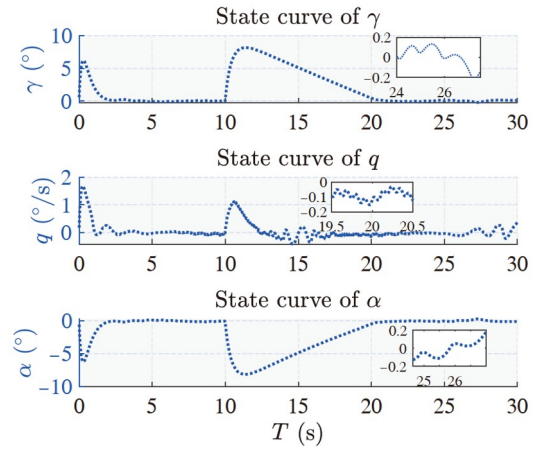 State curve of γ
γ (°)
10
5
0
0.2
0
−0.2
24 26
0 5 10 15 20 25 30
State curve of q
q (°/s)
2
1
0
0
−0.1
−0.2
19.5 20 20.5
0 5 10 15 20 25 30
State curve of α
α (°)
0
−5
−10
0.2
0
−0.2
25 26
0 5 10 15 20 25 30
T (s)